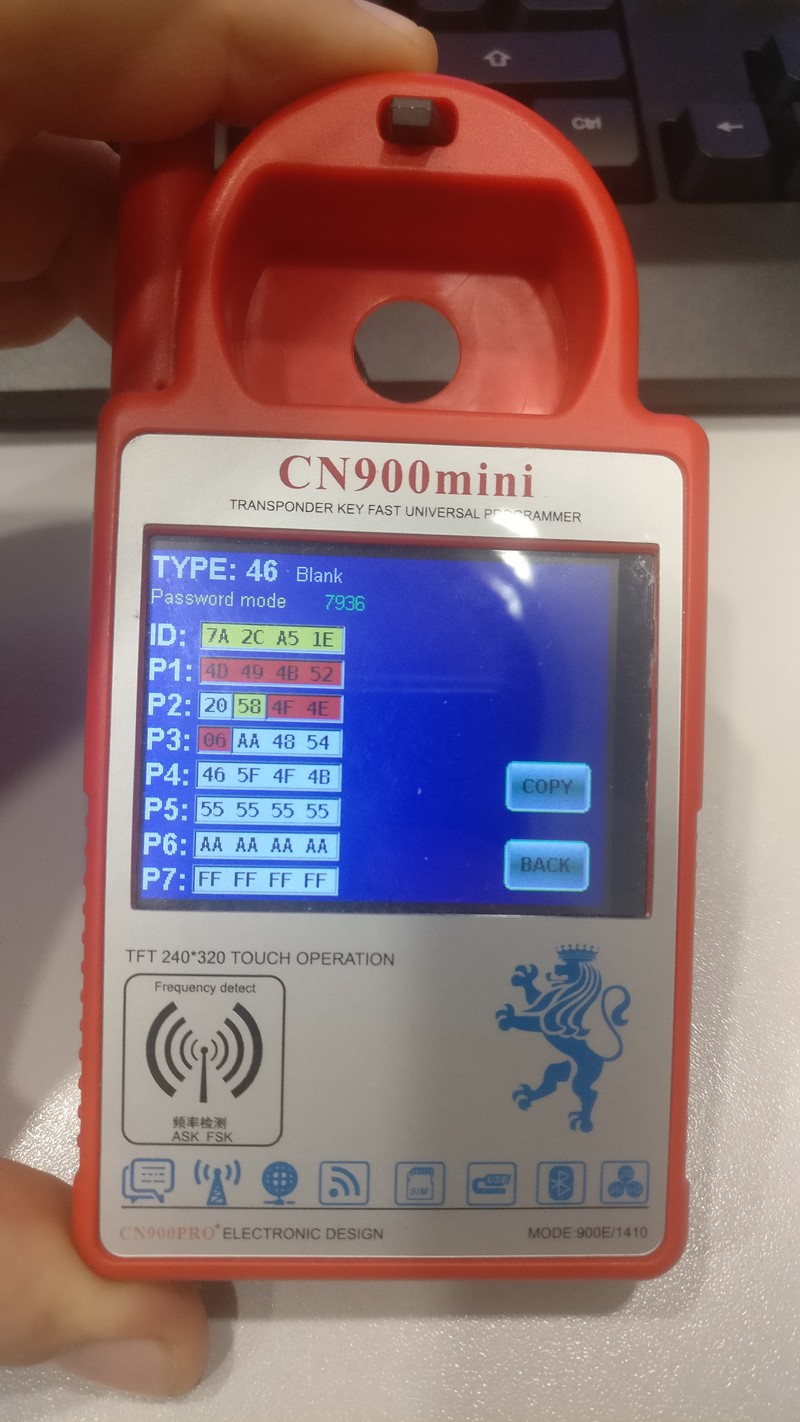 Ctrl
CN900mini
TRANSPONDER KEY FAST UNIVERSAL PROGRAMMER
TYPE: 46 Blank
Password mode 7936
ID: 7A 2C A5 1E
P1: 4D 49 4B 52
P2: 20 58 4F 4E
P3: 06 AA 48 54
P4: 46 5F 4F 4B
P5: 55 55 55 55
P6: AA AA AA AA
P7: FF FF FF FF
COPY
BACK
TFT 240*320 TOUCH OPERATION
Frequency detect
频率检测
ASK FSK
SIM
USB
CN900PRO® ELECTRONIC DESIGN
MODE:900E/1410